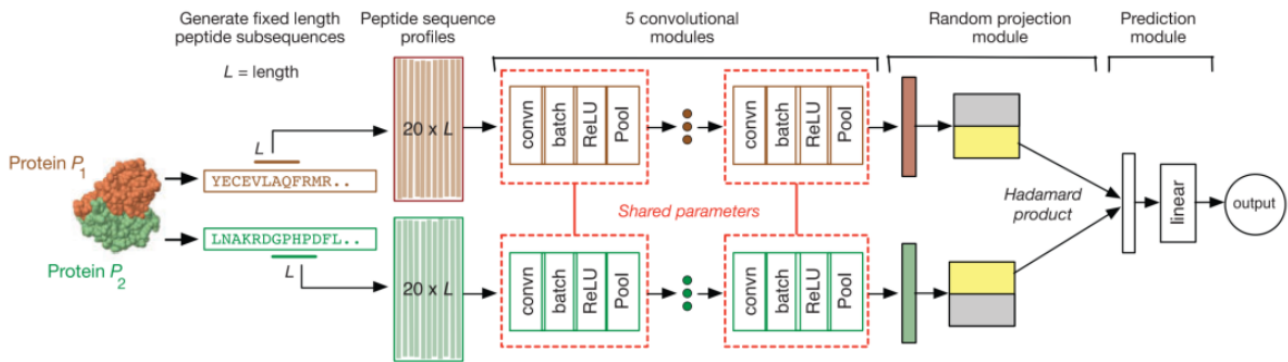 Generate fixed length
peptide subsequences
L = length
Peptide sequence
profiles
5 convolutional
modules
Random projection
module
Prediction
module
Protein P1
L
YECEVLAQFRMR..
20 x L
convn
batch
ReLU
Pool
convn
batch
ReLU
Pool
Shared parameters
Hadamard
product
linear
output
LNAKRDGPHPDFL..
L
Protein P2
20 x L
convn
batch
ReLU
Pool
convn
batch
ReLU
Pool